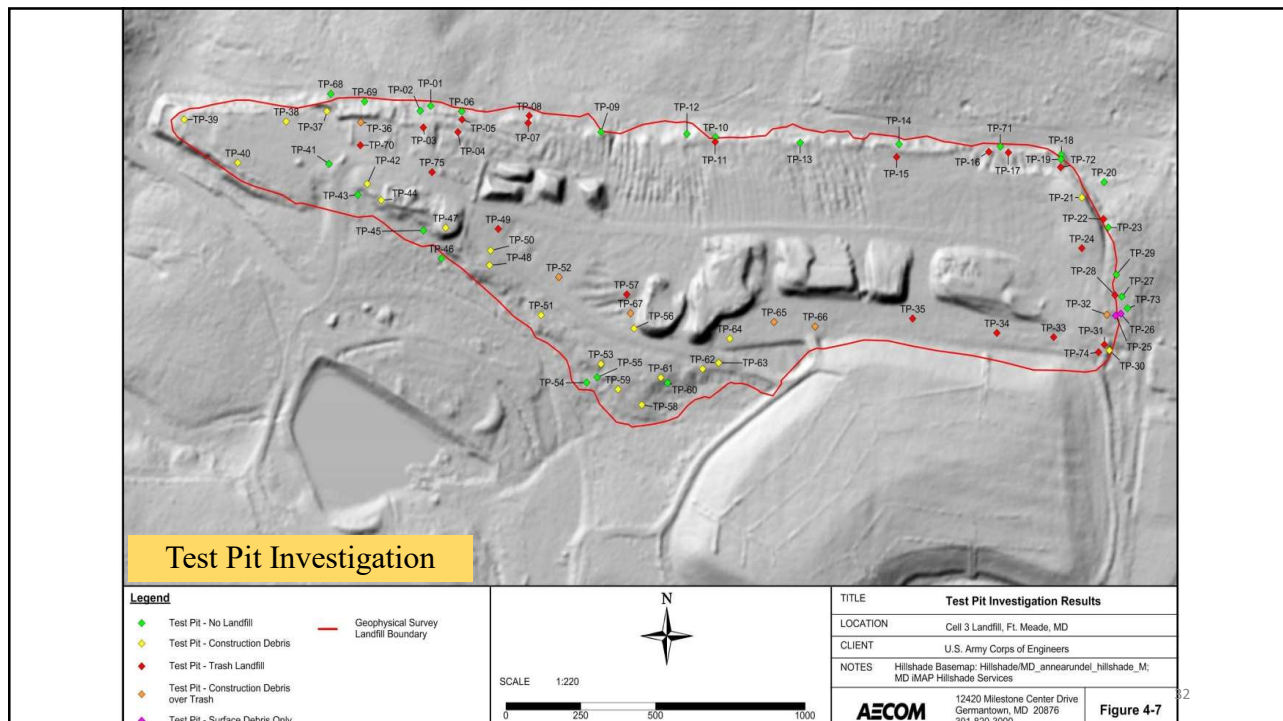 TP-68
TP-69
TP-02
TP-01
TP-06
TP-08
TP-09
TP-12
TP-10
TP-14
TP-71
TP-18
TP-39
TP-38
TP-37
TP-36
TP-05
TP-07
TP-03
TP-04
TP-70
TP-11
TP-13
TP-15
TP-16
TP-17
TP-19
TP-72
TP-20
TP-40
TP-41
TP-42
TP-75
TP-43
TP-44
TP-21
TP-22
TP-23
TP-45
TP-47
TP-49
TP-50
TP-24
TP-46
TP-48
TP-52
TP-29
TP-28
TP-27
TP-57
TP-67
TP-56
TP-51
TP-65
TP-66
TP-35
TP-32
TP-73
TP-26
TP-25
TP-64
TP-34
TP-33
TP-31
TP-74
TP-30
TP-53
TP-55
TP-54
TP-59
TP-61
TP-62
TP-63
TP-60
TP-58
Test Pit Investigation
Legend
Test Pit - No Landfill
Test Pit - Construction Debris
Test Pit - Trash Landfill
Test Pit - Construction Debris
over Trash
Test Pit - Surface Debris Only
Geophysical Survey
Landfill Boundary
N
SCALE 1:220
0 250 500 1000
TITLE Test Pit Investigation Results
LOCATION Cell 3 Landfill, Ft. Meade, MD
CLIENT U.S. Army Corps of Engineers
NOTES Hillshade Basemap: Hillshade/MD_annearundel_hillshade_M;
MD iMAP Hillshade Services
AECOM
12420 Milestone Center Drive
Germantown, MD 20876
Figure 4-7